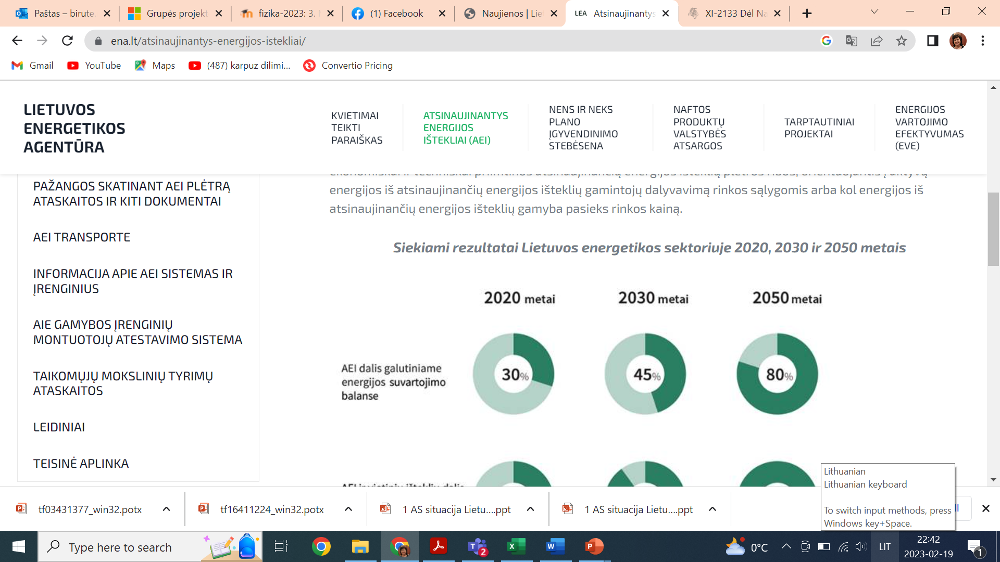 Paštas – birute.
Grupės projekt
fizika-2023: 3.
(1) Facebook
Naujienos | Lie
LEA Atsinaujinantys
XI-2133 Dėl Na
ena.lt/atsinaujinantys-energijos-istekliai/
Gmail
YouTube
Maps
(487) karpuz dilimi...
Convertio Pricing
LIETUVOS
ENERGETIKOS
AGENTŪRA
KVIETIMAI
TEIKTI
PARAIŠKAS
ATSINAUJINANTYS
ENERGIJOS
IŠTEKLIAI (AEI)
NENS IR NEKS
PLANO
ĮGYVENDINIMO
STEBĖSENA
NAFTOS
PRODUKTŲ
VALSTYBĖS
ATSARGOS
TARPTAUTINIAI
PROJEKTAI
ENERGIJOS
VARTOJIMO
EFEKTYVUMAS
(EVE)
PAŽANGOS SKATINANT AEI PLĖTRĄ
ATASKAITOS IR KITI DOKUMENTAI
AEI TRANSPORTE
INFORMACIJA APIE AEI SISTEMAS IR
ĮRENGINIUS
AIE GAMYBOS ĮRENGINIŲ
MONTUOTOJŲ ATESTAVIMO SISTEMA
TAIKOMŲJŲ MOKSLINIŲ TYRIMŲ
ATASKAITOS
LEIDINIAI
TEISINĖ APLINKA
energijos iš atsinaujinančių energijos išteklių gamintojų dalyvavimą rinkos sąlygomis arba kol energijos iš
atsinaujinančių energijos išteklių gamyba pasieks rinkos kainą.
Siekiami rezultatai Lietuvos energetikos sektoriuje 2020, 2030 ir 2050 metais
2020 metai
2030 metai
2050 metai
AEI dalis galutiniame
energijos suvartojimo
balanse
30%
45%
80%
Lithuanian
Lithuanian keyboard
To switch input methods, press
Windows key+Space.
tf03431377_win32.potx
tf16411224_win32.potx
1 AS situacija Lietu....ppt
1 AS situacija Lietu....ppt
Type here to search
2
0°C
LIT
22:42
2023-02-19
1